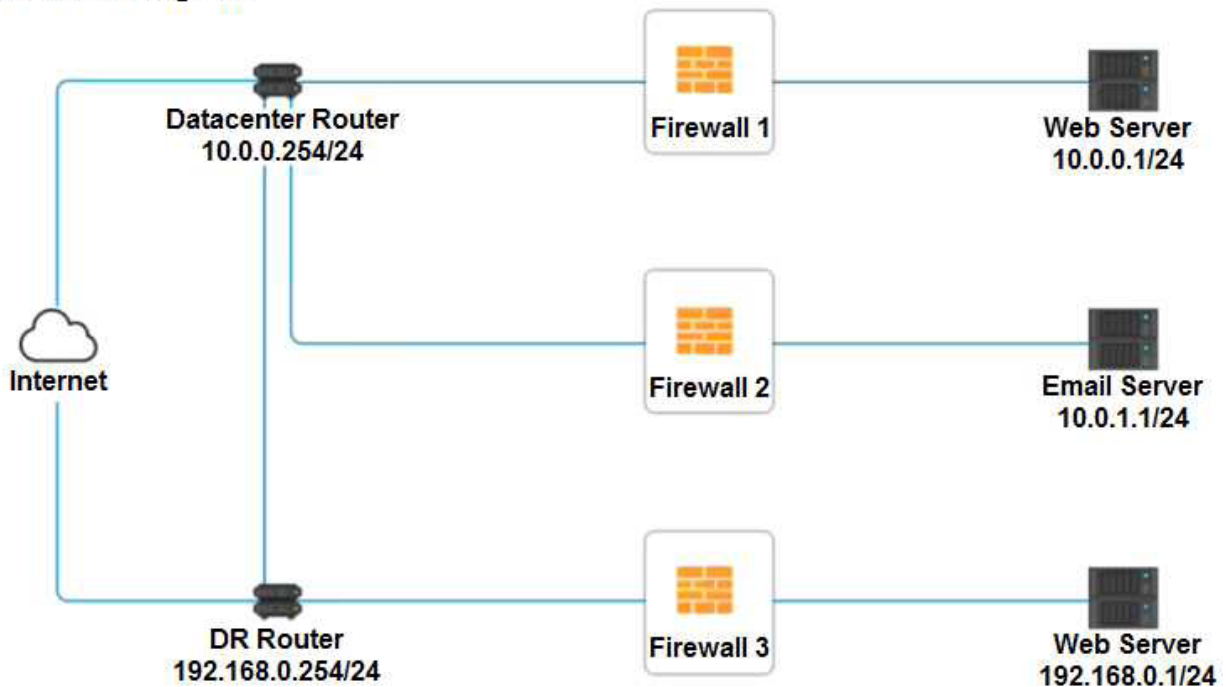 Datacenter Router
10.0.0.254/24
Firewall 1
Web Server
10.0.0.1/24
Internet
Firewall 2
Email Server
10.0.1.1/24
DR Router
192.168.0.254/24
Firewall 3
Web Server
192.168.0.1/24